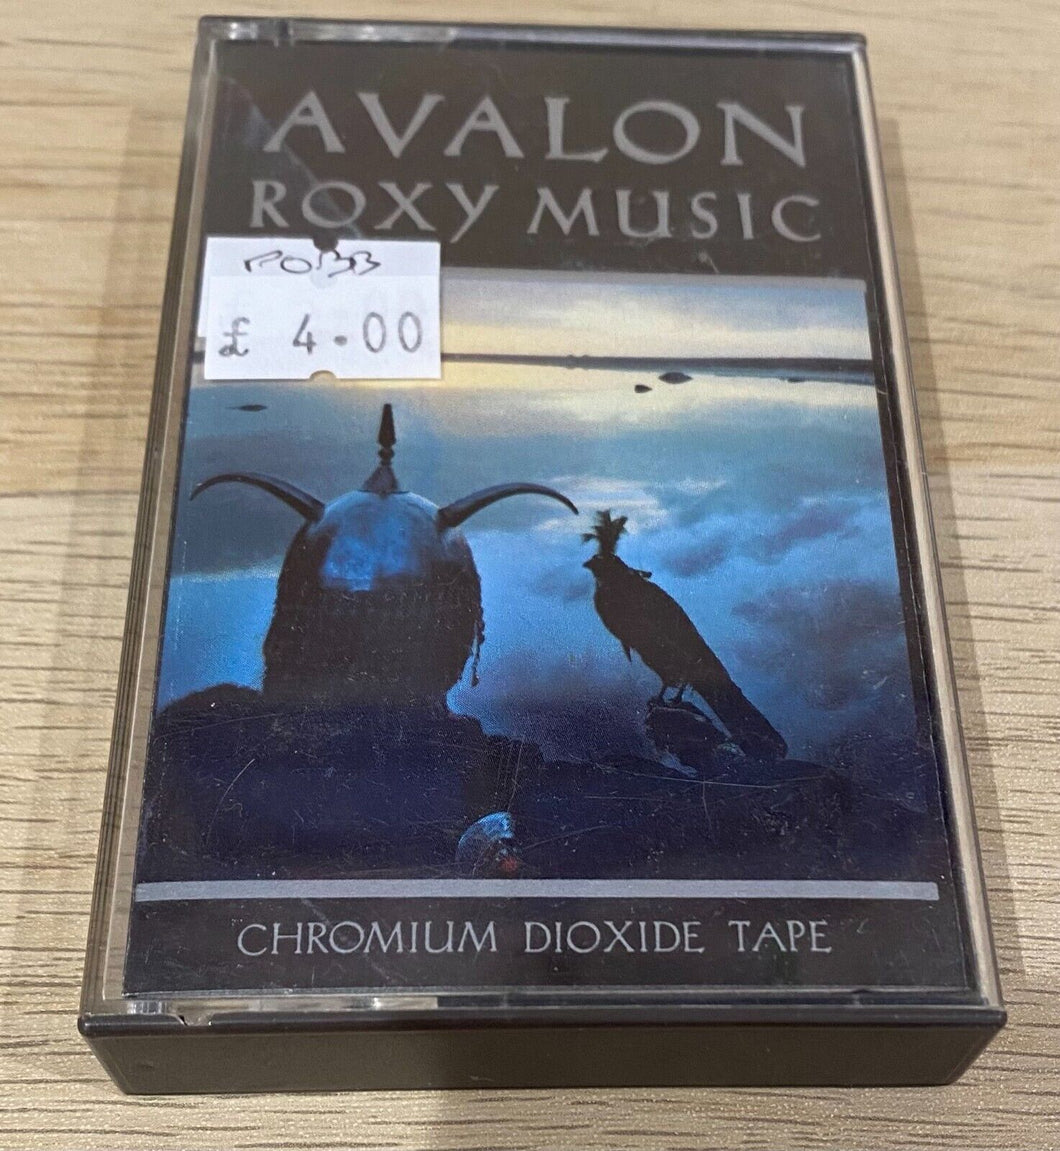 AVALON
ROXY MUSIC
£ 4.00
CHROMIUM DIOXIDE TAPE